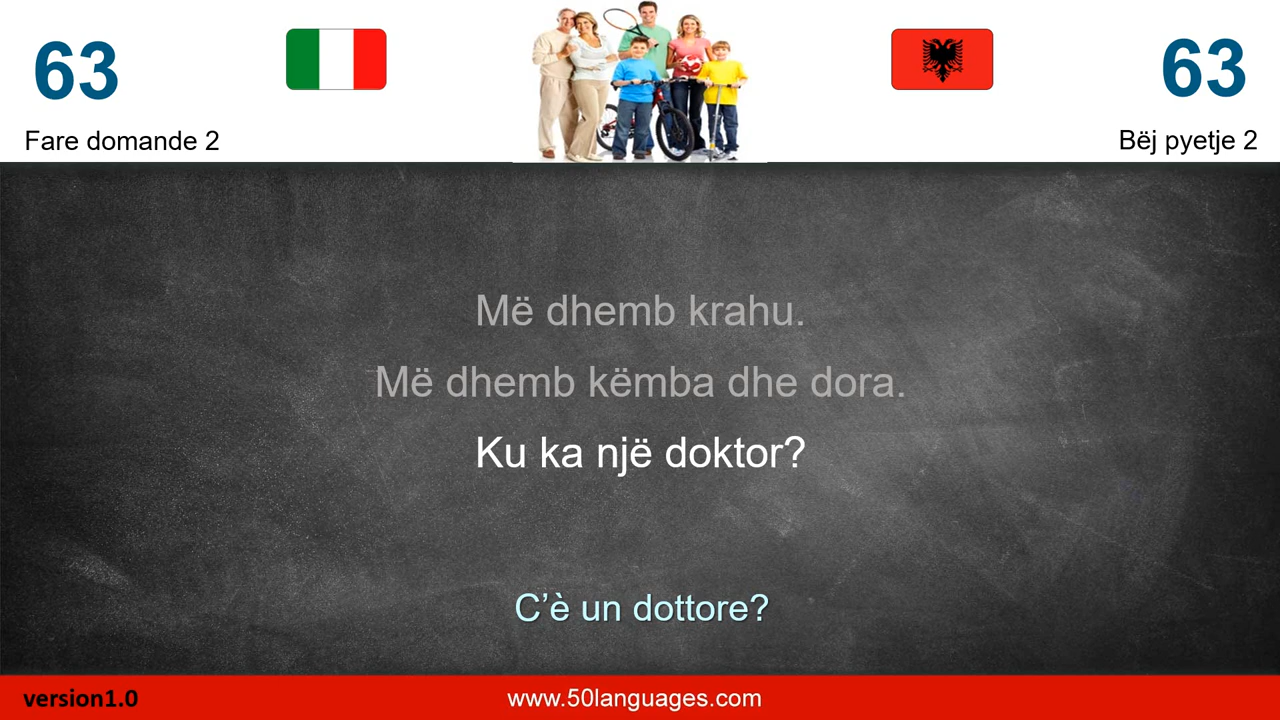 63
63
Fare domande 2
Bëj pyetje 2
Më dhemb krahu.
Më dhemb këmba dhe dora.
Ku ka një doktor?
C’è un dottore?
version1.0
www.50languages.com